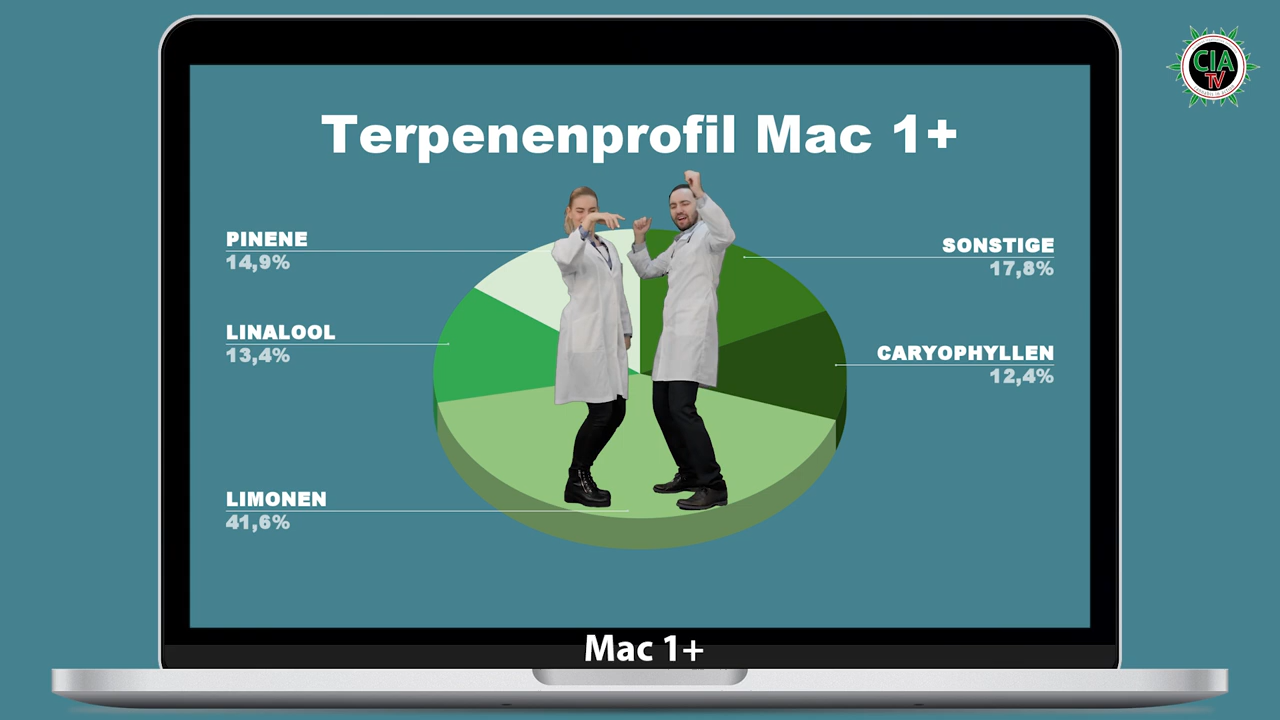 CIA
TV
Terpenenprofil Mac 1+
PINENE
14,9%
SONSTIGE
17,8%
LINALOOL
13,4%
CARYOPHYLLEN
12,4%
LIMONEN
41,6%
Mac 1+